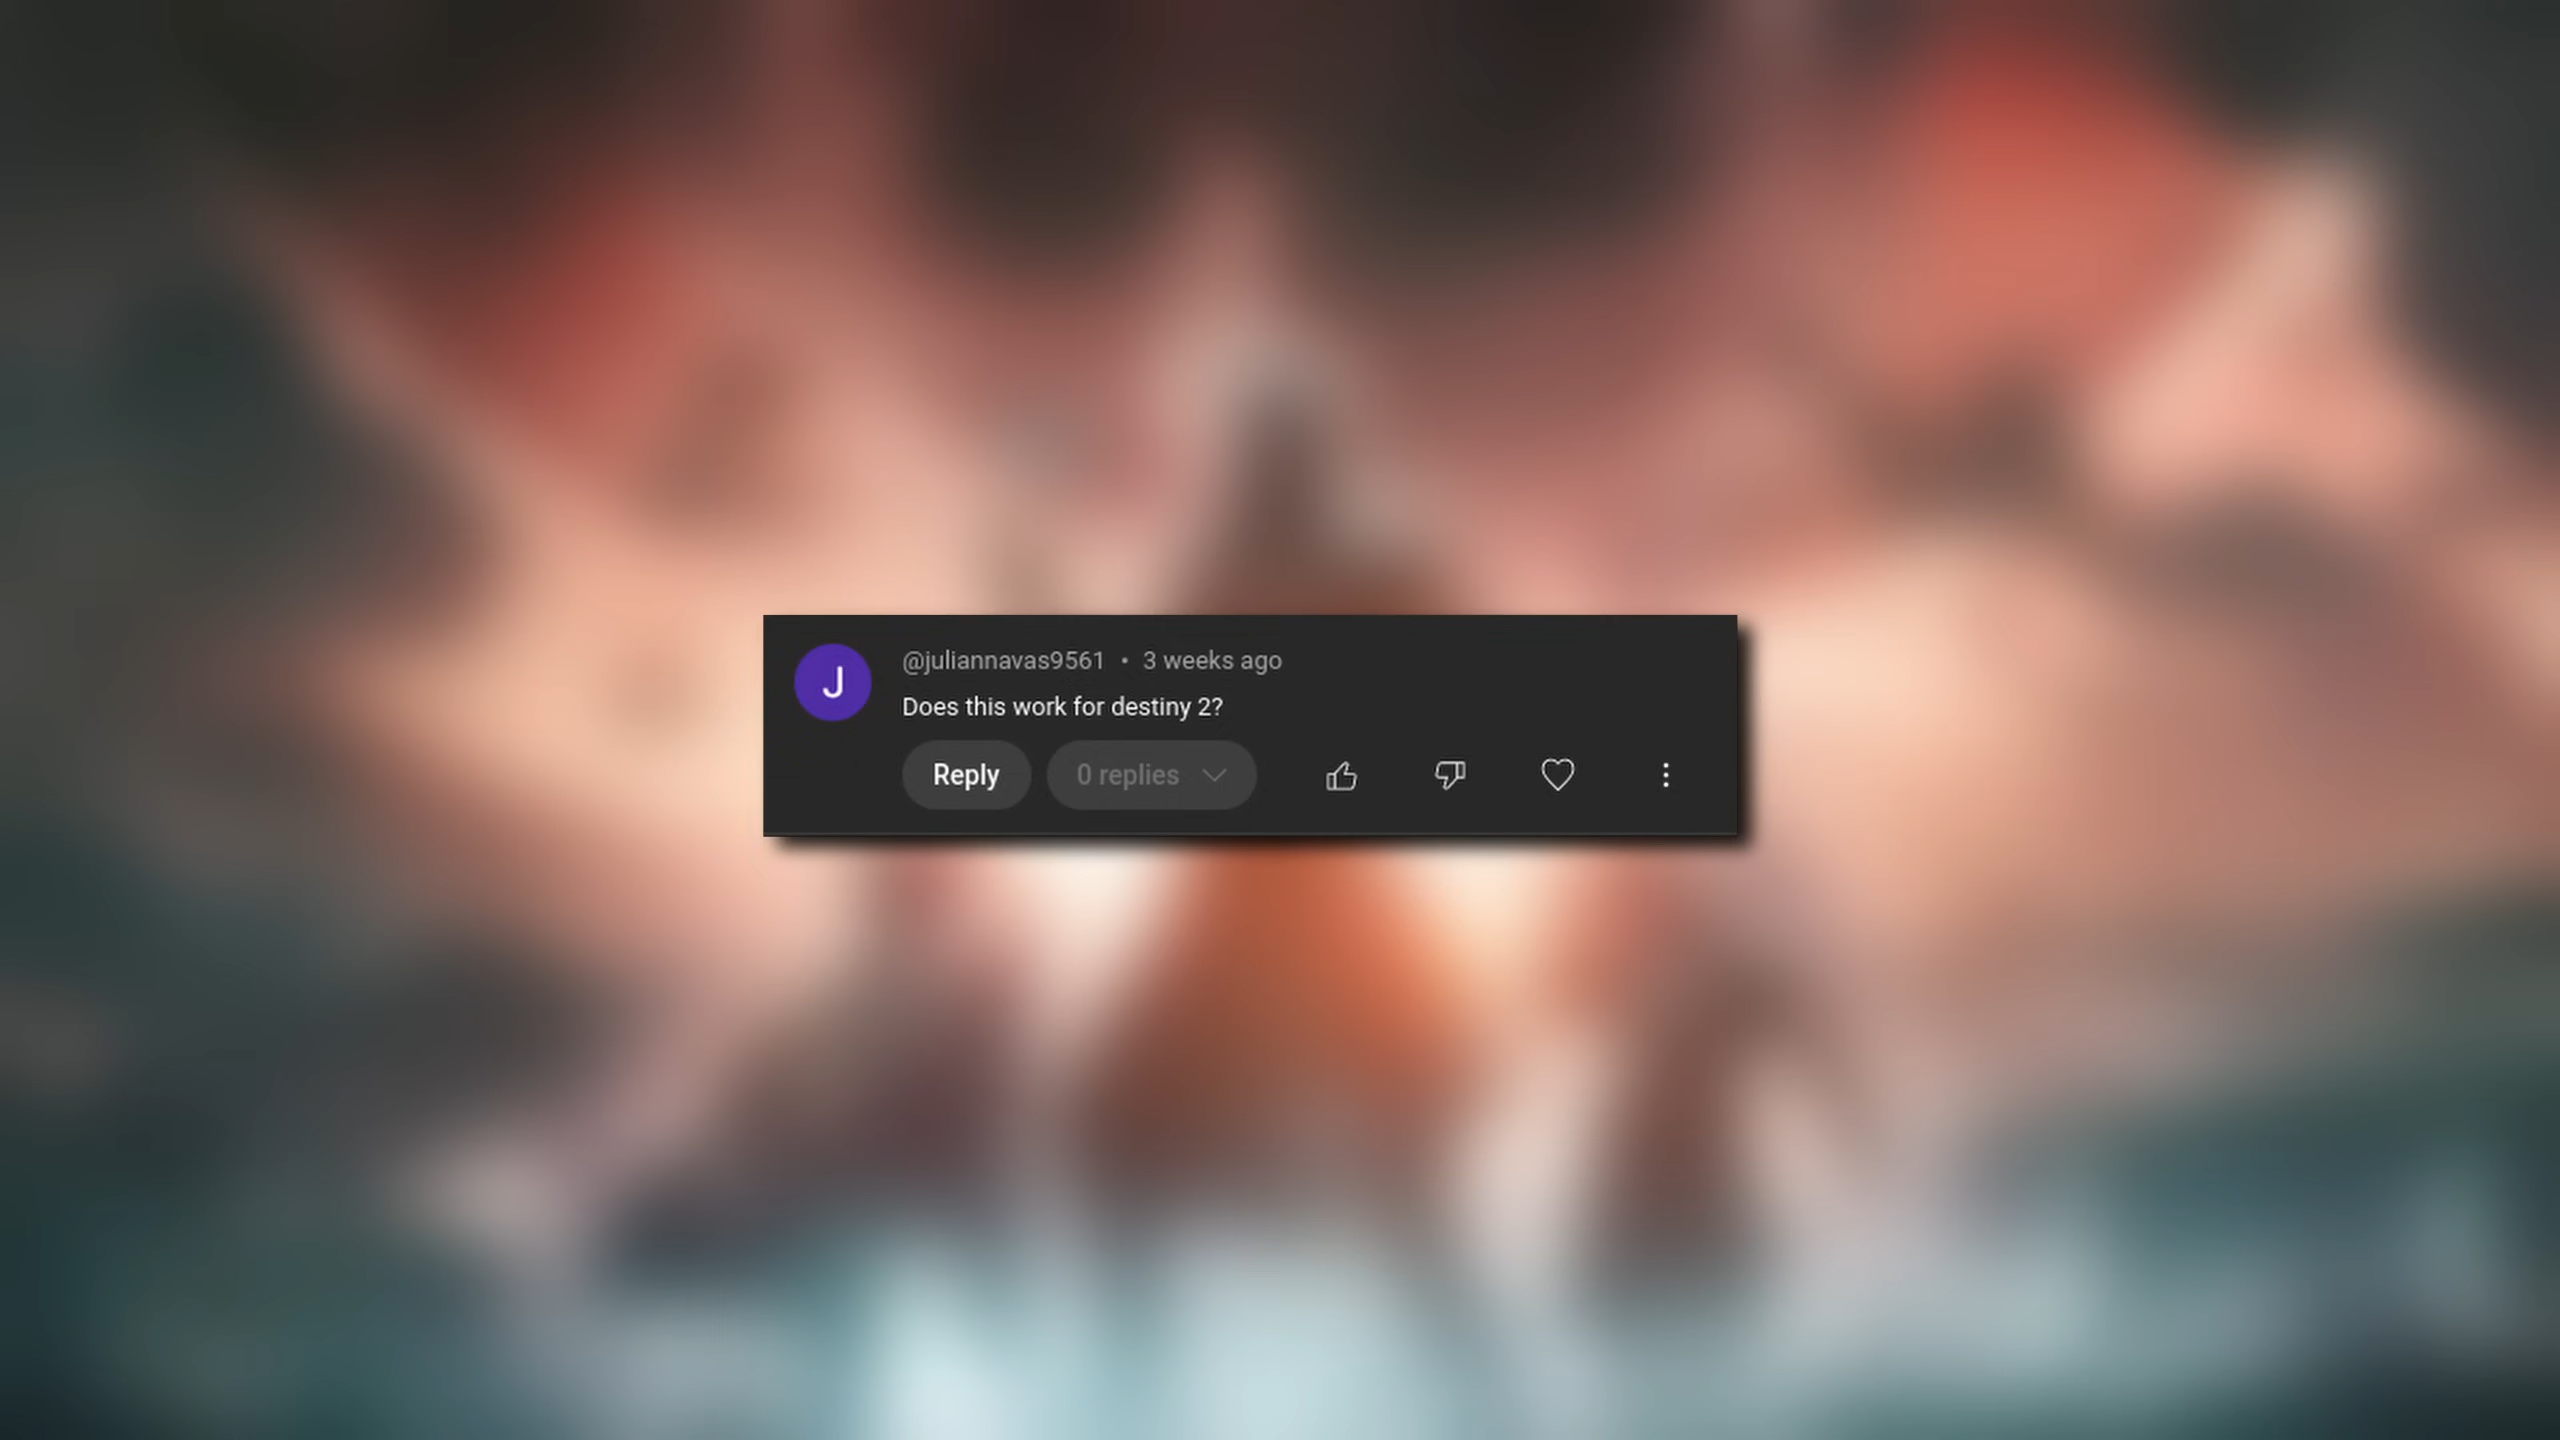 @juliannavas9561 • 3 weeks ago
Does this work for destiny 2?
J
Reply 0 replies